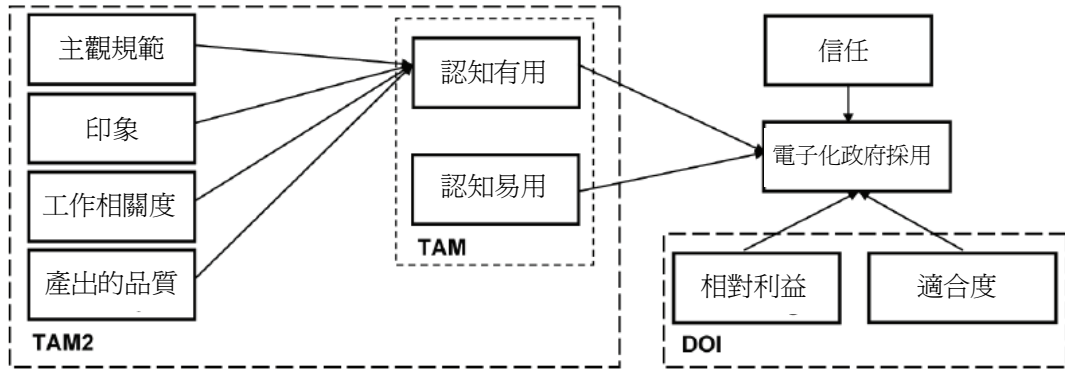 主觀規範
印象
工作相關度
產出的品質
TAM2
認知有用
認知易用
TAM
信任
電子化政府採用
相對利益
適合度
DOI